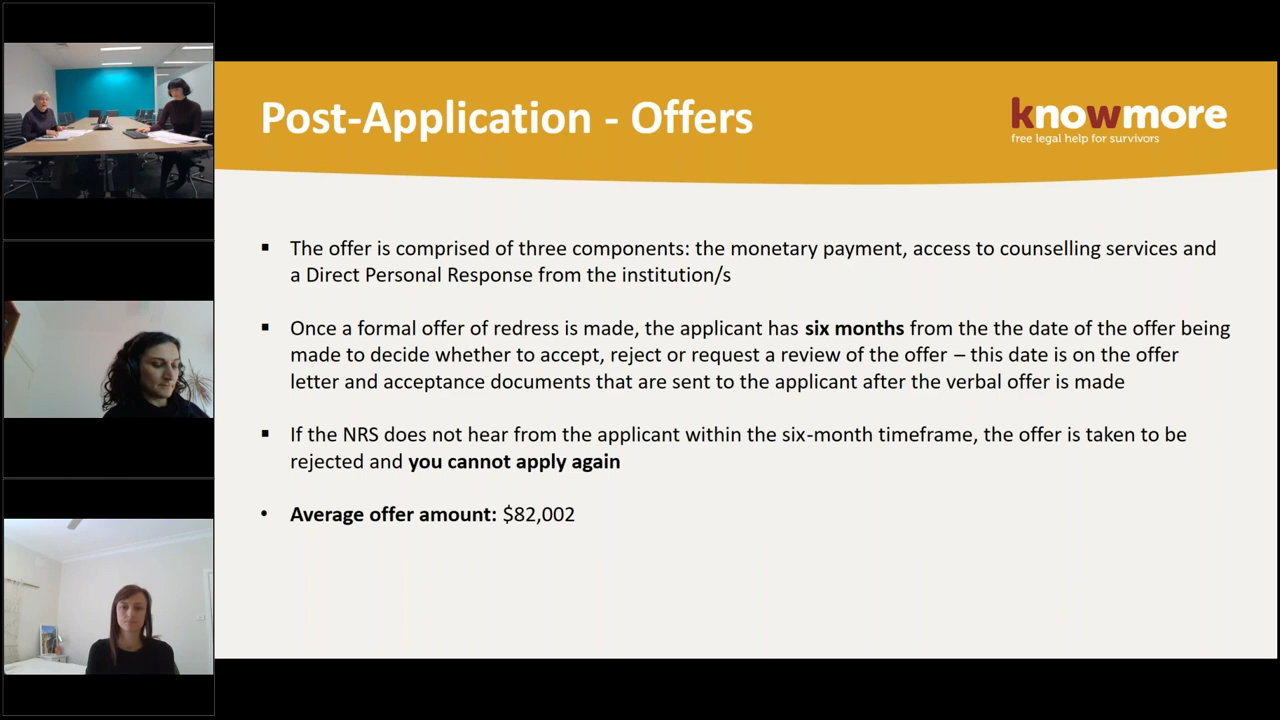 Post-Application - Offers
knowmore
free legal help for survivors
▪ The offer is comprised of three components: the monetary payment, access to counselling services and
a Direct Personal Response from the institution/s
▪ Once a formal offer of redress is made, the applicant has six months from the the date of the offer being
made to decide whether to accept, reject or request a review of the offer – this date is on the offer
letter and acceptance documents that are sent to the applicant after the verbal offer is made
▪ If the NRS does not hear from the applicant within the six-month timeframe, the offer is taken to be
rejected and you cannot apply again
• Average offer amount: $82,002